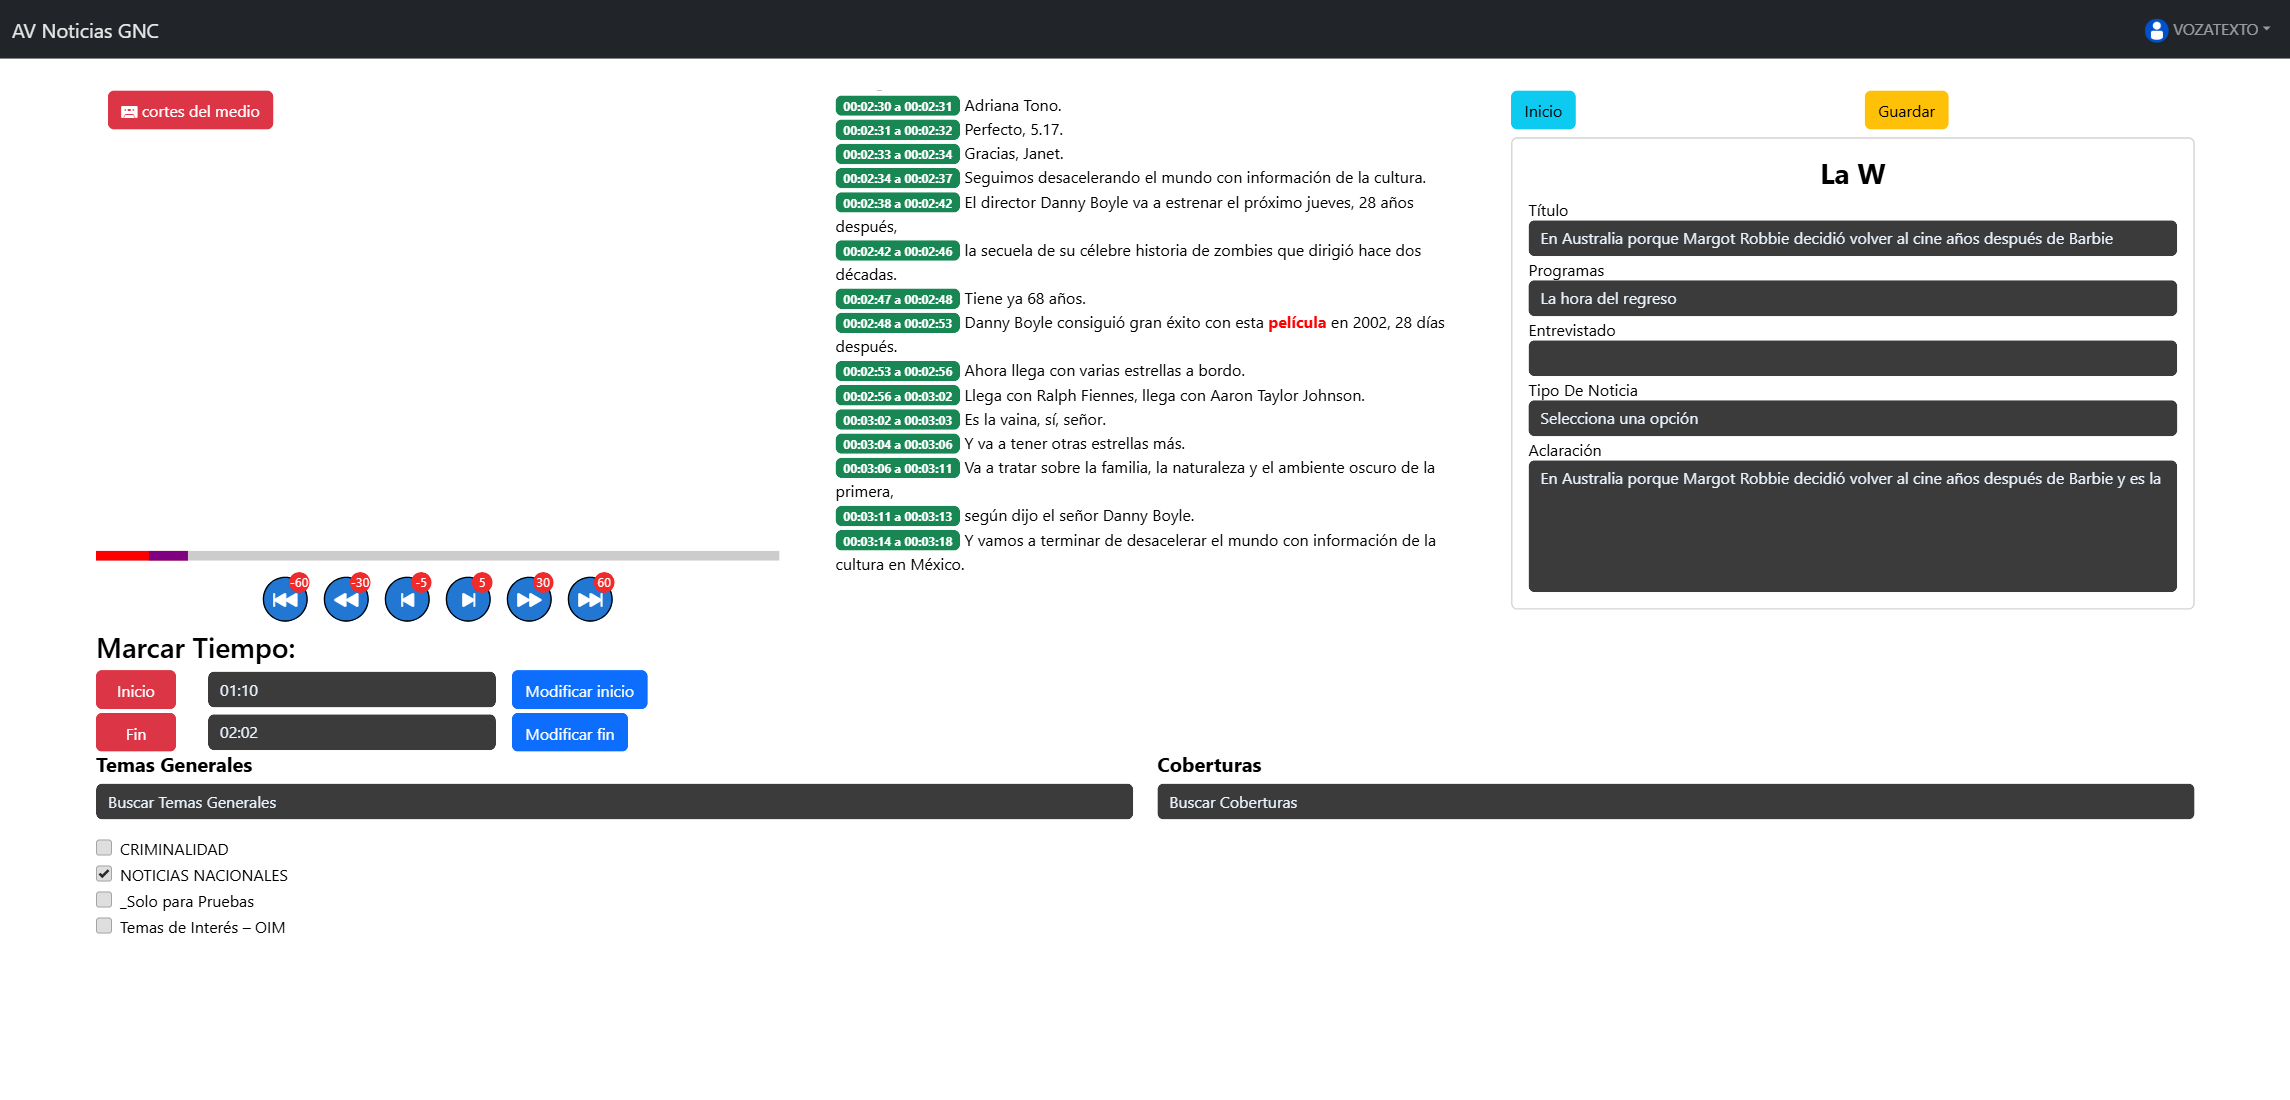 AV Noticias GNC
VOZATEXTO
cortes del medio
00:02:30 a 00:02:31 Adriana Tono.
00:02:31 a 00:02:32 Perfecto, 5.17.
00:02:33 a 00:02:34 Gracias, Janet.
00:02:34 a 00:02:37 Seguimos desacelerando el mundo con información de la cultura.
00:02:38 a 00:02:42 El director Danny Boyle va a estrenar el próximo jueves, 28 años
después,
00:02:42 a 00:02:46 la secuela de su célebre historia de zombies que dirigió hace dos
décadas.
00:02:47 a 00:02:48 Tiene ya 68 años.
00:02:48 a 00:02:53 Danny Boyle consiguió gran éxito con esta película en 2002, 28 días
después.
00:02:53 a 00:02:56 Ahora llega con varias estrellas a bordo.
00:02:56 a 00:03:02 Llega con Ralph Fiennes, llega con Aaron Taylor Johnson.
00:03:02 a 00:03:03 Es la vaina, sí, señor.
00:03:04 a 00:03:06 Y va a tener otras estrellas más.
00:03:06 a 00:03:11 Va a tratar sobre la familia, la naturaleza y el ambiente oscuro de la
primera,
00:03:11 a 00:03:13 según dijo el señor Danny Boyle.
00:03:14 a 00:03:18 Y vamos a terminar de desacelerar el mundo con información de la
cultura en México.
Inicio
Guardar
La W
Título
En Australia porque Margot Robbie decidió volver al cine años después de Barbie
Programas
La hora del regreso
Entrevistado
Tipo De Noticia
Selecciona una opción
Aclaración
En Australia porque Margot Robbie decidió volver al cine años después de Barbie y es la
-60
-30
-5
5
30
60
Marcar Tiempo:
Inicio
01:10
Modificar inicio
Fin
02:02
Modificar fin
Temas Generales
Buscar Temas Generales
CRIMINALIDAD
NOTICIAS NACIONALES
_Solo para Pruebas
Temas de Interés – OIM
Coberturas
Buscar Coberturas